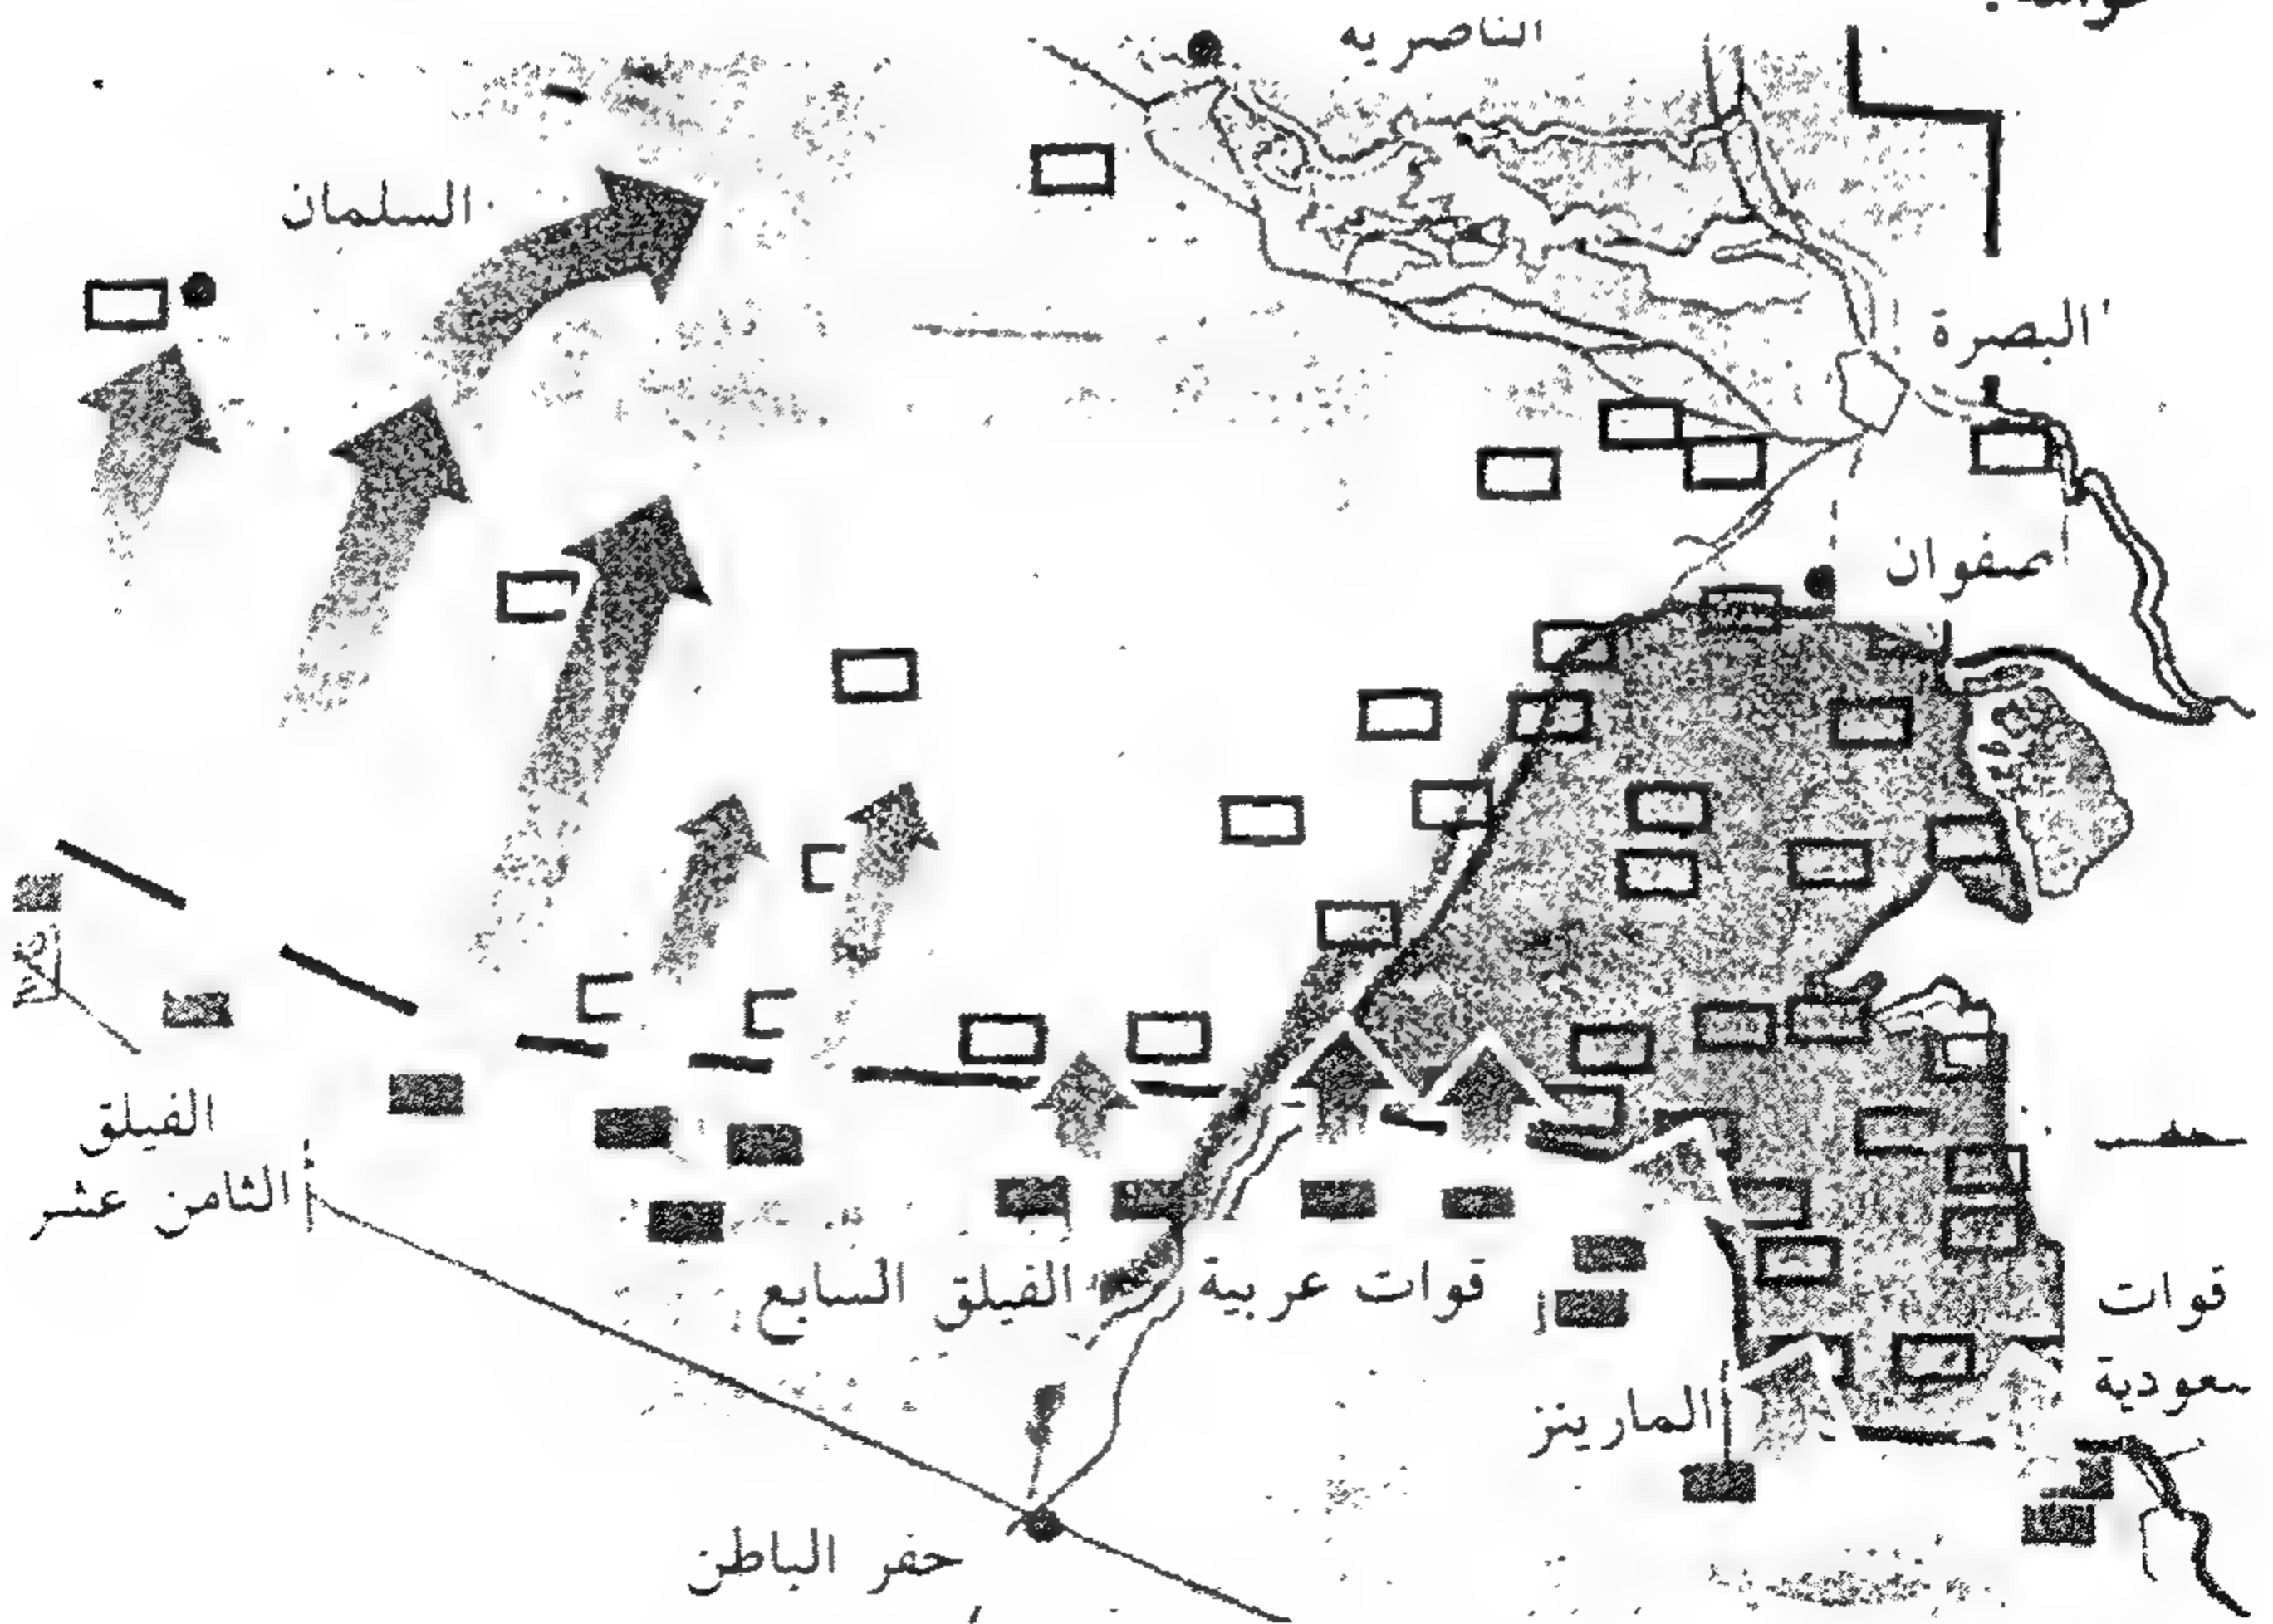 الناصريه
السلمان
البصرة
صفوان
الفيلق
الثامن عشر
الفيلق السابع
قوات عربية
قوات
سعودية
المارينز
حفر الباطن